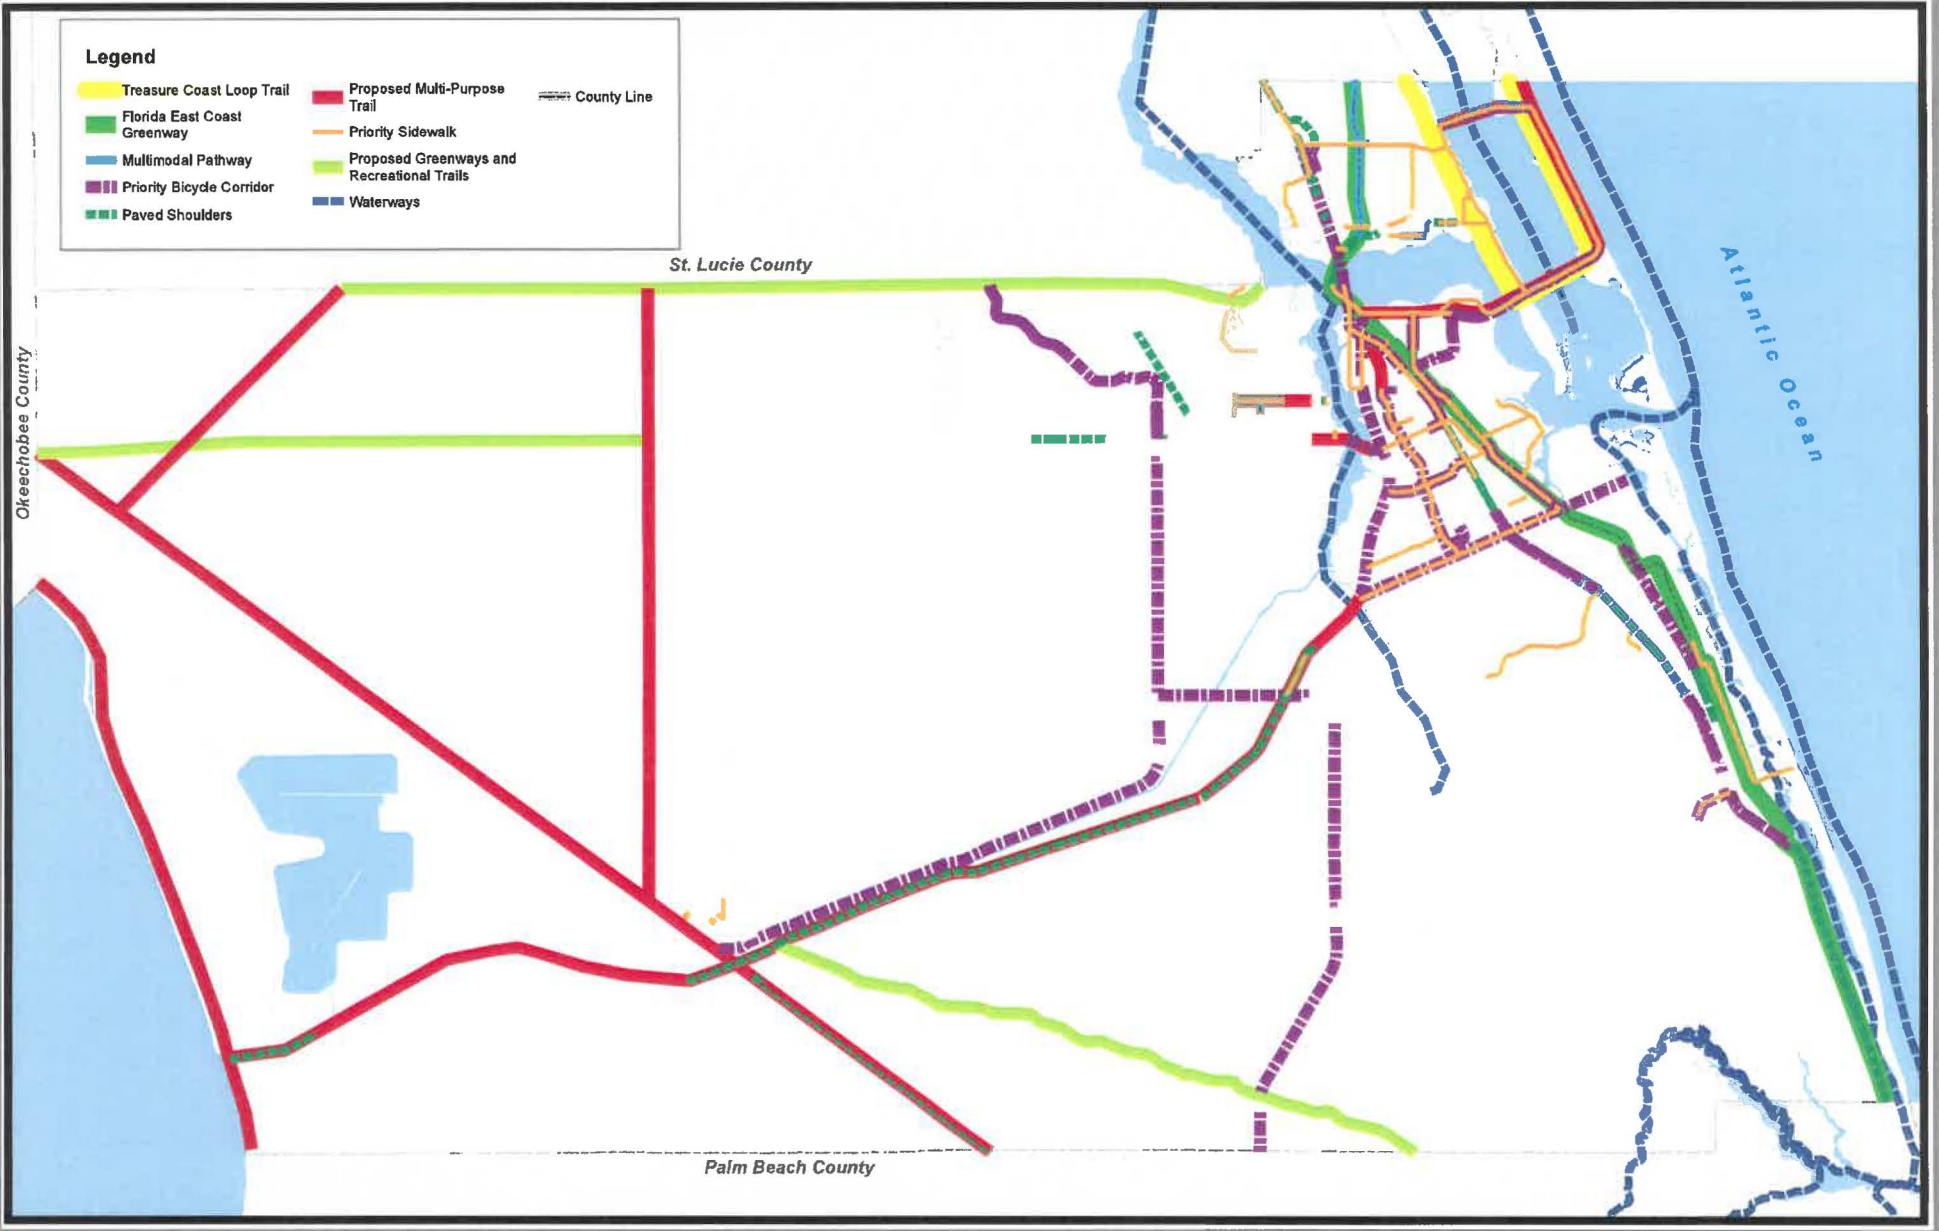 Legend
Treasure Coast Loop Trail
Florida East Coast
Greenway
Multimodal Pathway
Priority Bicycle Corridor
Paved Shoulders
Proposed Multi-Purpose
Trail
Priority Sidewalk
Proposed Greenways and
Recreational Trails
Waterways
County Line
St. Lucie County
Okeechobee County
Atlantic Ocean
Palm Beach County